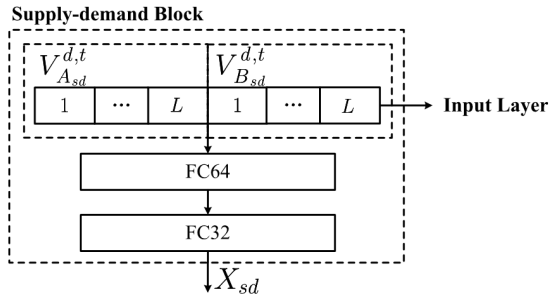 Supply-demand Block
V^{d,t}_{A_{sd}} V^{d,t}_{B_{sd}}
1 ... L 1 ... L Input Layer
FC64
FC32
X_{sd}